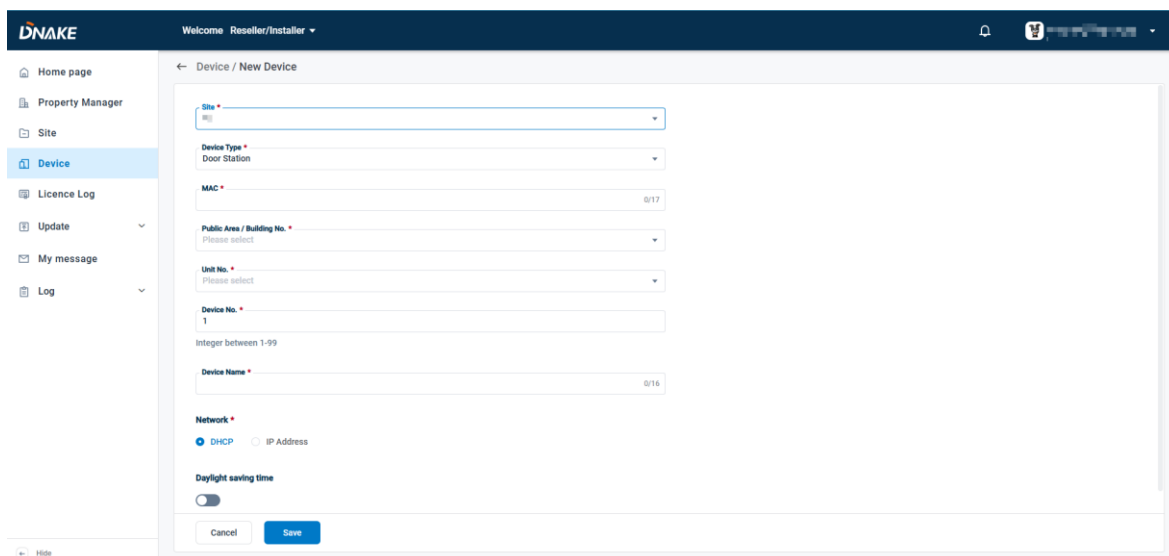 DNAKE
Welcome Reseller/Installer
Home page
Property Manager
Site
Device
Licence Log
Update
My message
Log
Hide
Device / New Device
Site *
Device Type *
Door Station
MAC *
0/17
Public Area / Building No. *
Please select
Unit No. *
Please select
Device No. *
1
Integer between 1-99
Device Name *
0/16
Network *
DHCP IP Address
Daylight saving time
Cancel Save